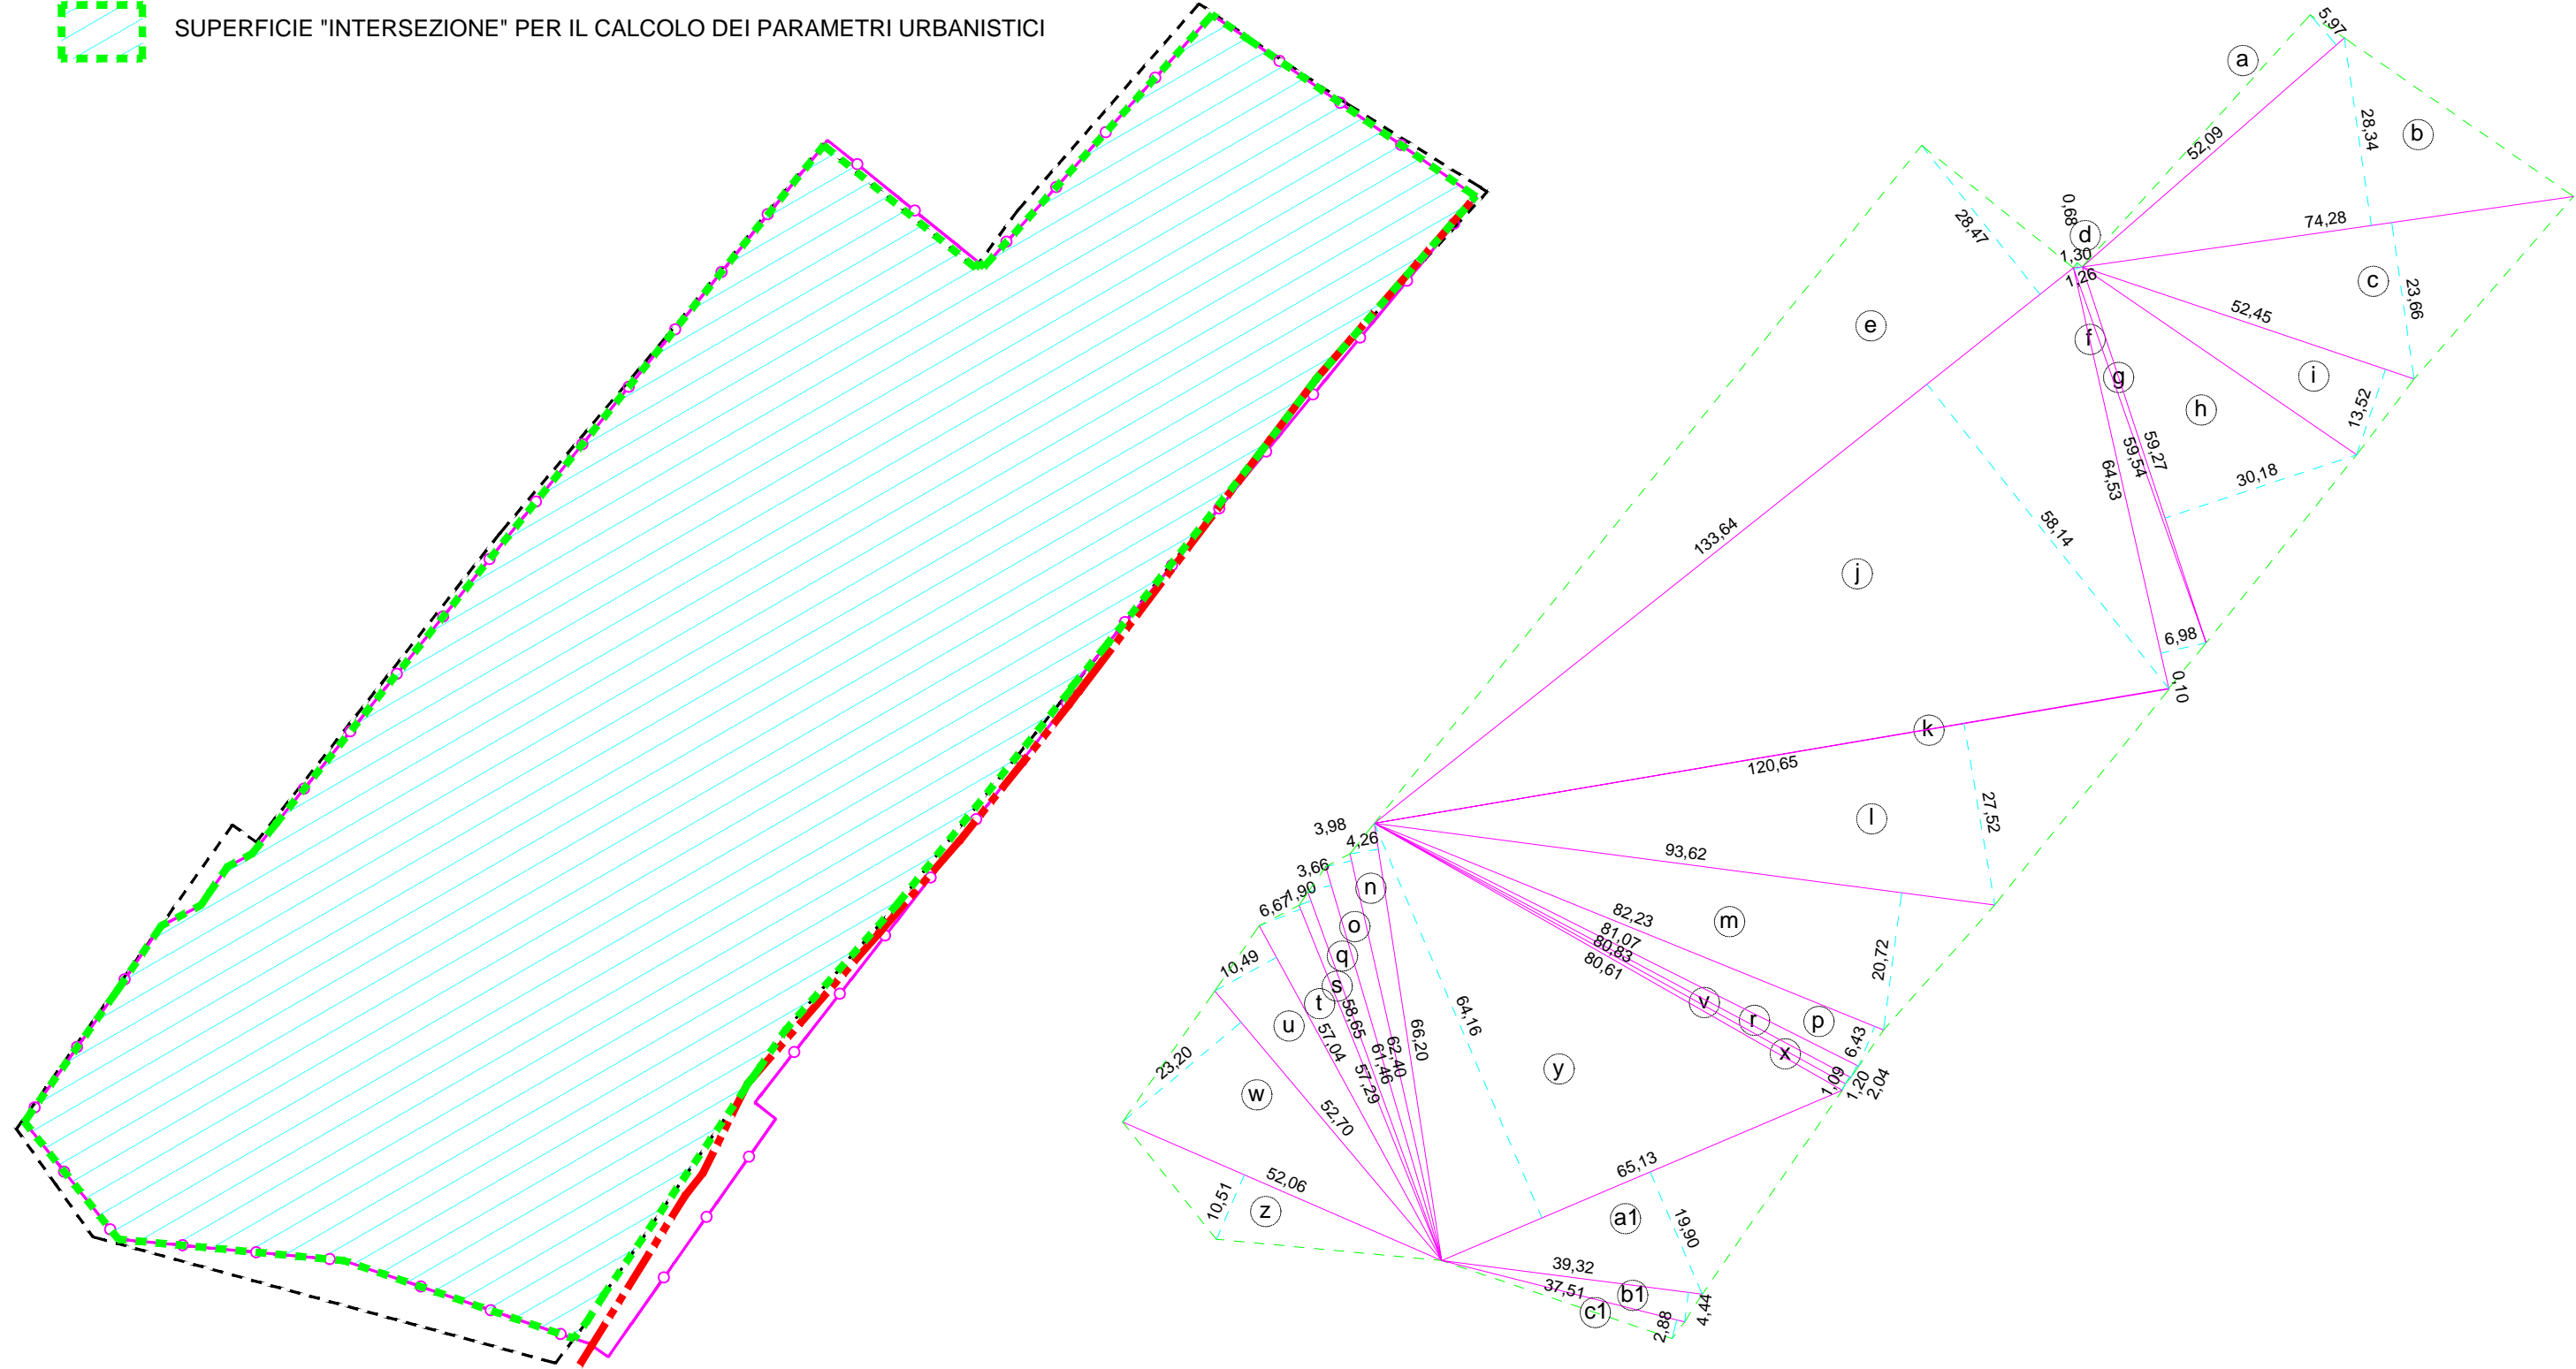 SUPERFICIE "INTERSEZIONE" PER IL CALCOLO DEI PARAMETRI URBANISTICI
5,97
a
52,09
28,34
b
74,28
0,68
d
1,30
1,26
28,47
e
c
23,66
52,45
i
13,52
f
g
h
59,27
59,54
64,53
30,18
58,14
133,64
j
6,98
0,10
k
120,65
l
27,52
93,62
m
20,72
3,98
4,26
3,66
1,90
6,67
n
o
q
s
t
u
10,49
82,23
81,07
80,83
80,61
v
r
p
x
6,43
1,09
1,20
2,04
64,16
66,20
62,40
61,46
58,65
57,04
57,29
52,70
23,20
w
y
65,13
52,06
10,51
z
a1
19,90
39,32
37,51
b1
c1
4,44
2,88